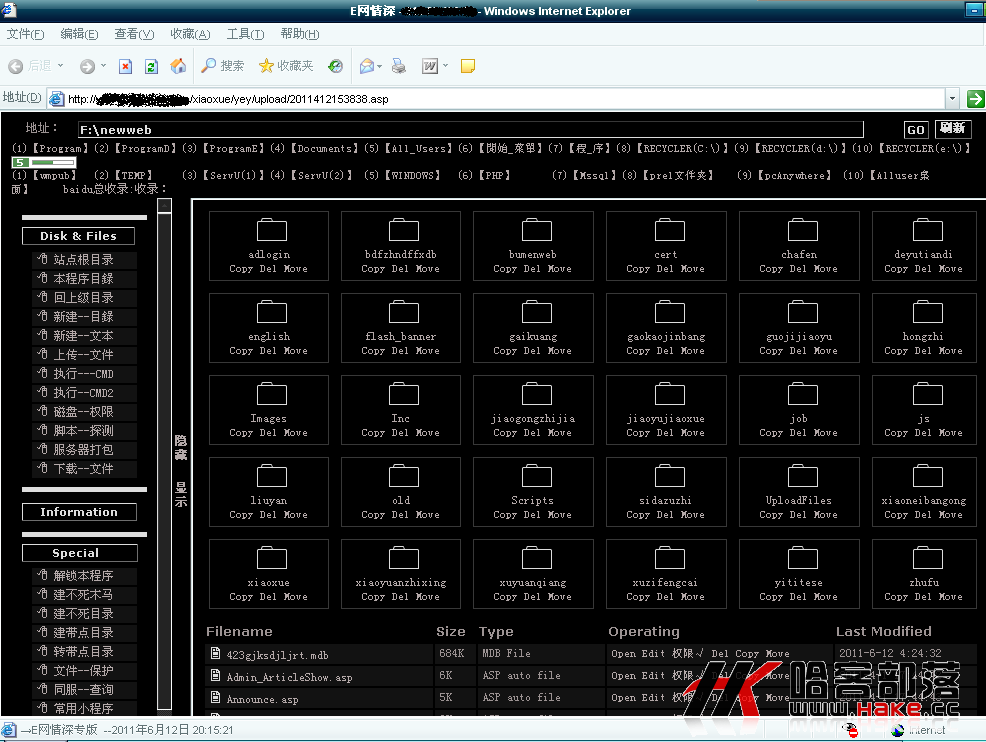 E网情深 - Windows Internet Explorer
文件(F) 编辑(E) 查看(V) 收藏(A) 工具(T) 帮助(H)
后退 搜索 收藏夹
地址(D) http:// /xiaoxue/yey/upload/2011412153838.asp
地址： F:\newweb GO 刷新
(1)【Program】(2)【ProgramD】(3)【ProgramE】(4)【Documents】(5)【All_Users】(6)【開始_菜單】(7)【程_序】(8)【RECYCLER(C:\)】(9)【RECYCLER(d:\)】(10)【RECYCLER(e:\)】
5
(1)【wmpub】 (2)【TEMP】 (3)【ServU(1)】(4)【ServU(2)】 (5)【WINDOWS】 (6)【PHP】 (7)【Mssql】(8)【prel文件夹】 (9)【pcAnywhere】 (10)【Alluser桌
面】 baidu总收录:收录：
Disk & Files
站点根目录
本程序目錄
回上级目录
新建--目錄
新建--文本
上传--文件
执行---CMD
执行--CMD2
磁盘--权限
脚本--探测
服务器打包
下载--文件
Information
Special
解锁本程序
建不死木马
建不死目录
建带点目录
转带点目录
文件--保护
同服--查询
常用小程序
隐藏 显示
adlogin bdfzhndffxdb bumenweb cert chafen deyutiandi
Copy Del Move Copy Del Move Copy Del Move Copy Del Move Copy Del Move Copy Del Move
english flash_banner gaikuang gaokaojinbang guojijiaoyu hongzhi
Copy Del Move Copy Del Move Copy Del Move Copy Del Move Copy Del Move Copy Del Move
Images Inc jiaogongzhijia jiaoyujiaoxue job js
Copy Del Move Copy Del Move Copy Del Move Copy Del Move Copy Del Move Copy Del Move
liuyan old Scripts sidazuzhi UploadFiles xiaoneibangong
Copy Del Move Copy Del Move Copy Del Move Copy Del Move Copy Del Move Copy Del Move
xiaoxue xiaoyuanzhixing xuyuanqiang xuzifengcai yititese zhufu
Copy Del Move Copy Del Move Copy Del Move Copy Del Move Copy Del Move Copy Del Move
Filename Size Type Operating Last Modified
423gjksdjljrt.mdb 684K MDB File Open Edit 权限√ Del Copy Move 2011-6-12 4:24:32
Admin_ArticleShow.asp 6K ASP auto file Open Edit 权限
Announce.asp 5K ASP auto file Open Edit 权限 Move
HK 哈客部落
www.Hake.cc
→E网情深专版 --2011年6月12日 20:15:21 Internet